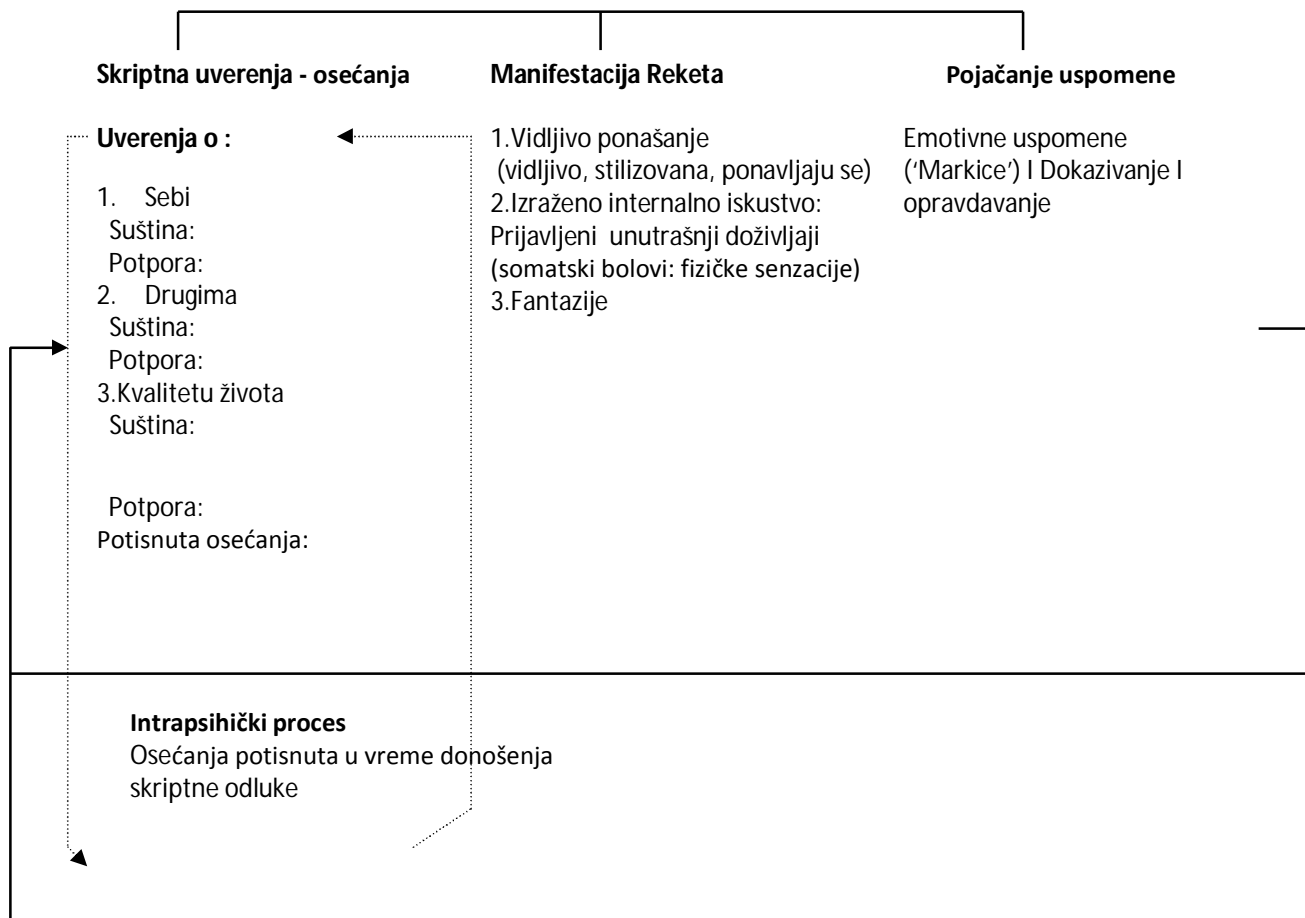 Skriptna uverenja - osećanja
Uverenja o :
1. Sebi
Suština:
Potpora:
2. Drugima
Suština:
Potpora:
3.Kvalitetu života
Suština:
Potpora:
Potisnuta osećanja:
Manifestacija Reketa
1.Vidljivo ponašanje
(vidljivo, stilizovana, ponavljaju se)
2.Izraženo internalno iskustvo:
Prijavljeni unutrašnji doživljaji
(somatski bolovi: fizičke senzacije)
3.Fantazije
Pojačanje uspomene
Emotivne uspomene
(‘Markice’) I Dokazivanje I
opravdavanje
Intrapsihički proces
Osećanja potisnuta u vreme donošenja
skriptne odluke